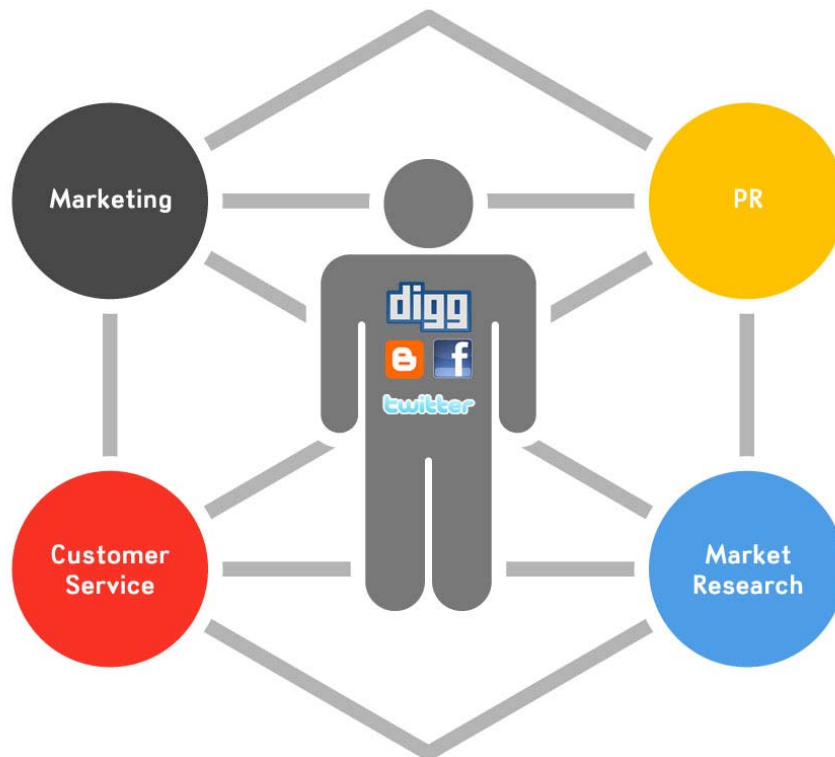 Marketing
PR
digg
f
twitter
Customer
Service
Market
Research